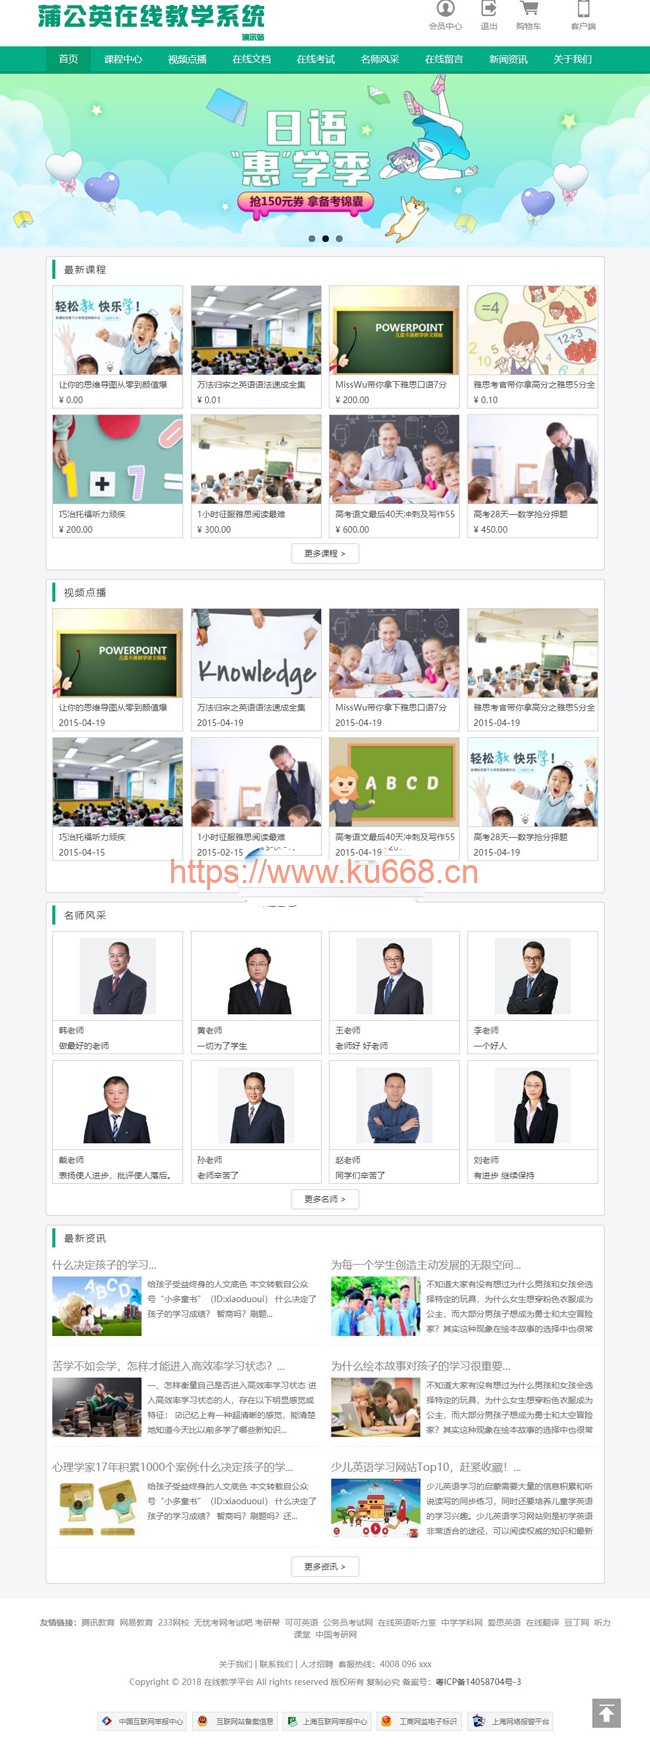 蒲公英在线教学系统
演示站
会员中心 退出 购物车 客户端
首页 课程中心 视频点播 在线文档 在线考试 名师风采 在线留言 新闻资讯 关于我们
日语
“惠”学季
抢150元券 拿备考锦囊
最新课程
轻松教 快乐学!
POWERPOINT
=4
让你的思维导图从零到颜值爆 万法归宗之英语语法速成全集 MissWu带你拿下雅思口语7分 雅思考官带你拿高分之雅思5分全
¥ 0.00 ¥ 0.01 ¥ 200.00 ¥ 0.10
巧治托福听力顽疾 1小时征服雅思阅读最难 高考语文最后40天冲刺及写作55 高考28天—数学抢分押题
¥ 200.00 ¥ 300.00 ¥ 600.00 ¥ 450.00
更多课程 >
视频点播
POWERPOINT
Knowledge
让你的思维导图从零到颜值爆 万法归宗之英语语法速成全集 MissWu带你拿下雅思口语7分 雅思考官带你拿高分之雅思5分全
2015-04-19 2015-04-19 2015-04-19 2015-04-19
A B C D
轻松教 快乐学!
巧治托福听力顽疾 1小时征服雅思阅读最难 高考语文最后40天冲刺及写作55 高考28天—数学抢分押题
2015-04-15 2015-02-15 2015-04-19 2015-04-19
https://www.ku668.cn
名师风采
韩老师 黄老师 王老师 李老师
做最好的老师 一切为了学生 老师好 好老师 一个好人
戴老师 孙老师 赵老师 刘老师
表扬使人进步，批评使人落后。 老师辛苦了 同学们辛苦了 有进步 继续保持
更多名师 >
最新资讯
什么决定孩子的学习...
给孩子受益终身的人文底色 本文转载自公众
号“小多童书”（ID:xiaoduoui） 什么决定了
孩子的学习成绩？ 智商吗？刷题...
为每一个学生创造主动发展的无限空间...
不知道大家有没有想过为什么男孩和女孩会选
择特定的玩具，为什么女生想穿粉色衣服成为
公主，而大部分男孩子想成为勇士和太空冒险
家？其实这种现象在绘本故事的选择中也很常
苦学不如会学，怎样才能进入高效率学习状态？...
一、怎样衡量自己是否进入高效率学习状态 进
入高效率学习状态的人，存在以下明显感觉或
特征： ☑记忆上有一种超清晰的感觉，能清楚
地知道今天比以前多学了哪些新知识...
为什么绘本故事对孩子的学习很重要...
不知道大家有没有想过为什么男孩和女孩会选
择特定的玩具，为什么女生想穿粉色衣服成为
公主，而大部分男孩子想成为勇士和太空冒险
家？其实这种现象在绘本故事的选择中也很常
心理学家17年积累1000个案例:什么决定孩子的学...
给孩子受益终身的人文底色 本文转载自公众
号“小多童书”（ID:xiaoduoui） 什么决定了
孩子的学习成绩？ 智商吗？刷题吗？还...
少儿英语学习网站Top10，赶紧收藏！...
少儿英语学习的启蒙需要大量的信息积累和听
说读写的同步练习，同时还要培养儿童学英语
的学习兴趣。少儿英语学习网站则是初学英语
非常适合的途径，可以阅读权威的知识和最新
更多资讯 >
友情链接： 腾讯教育 网易教育 233网校 无忧考网考试吧 考研帮 可可英语 公务员考试网 在线英语听力室 中学学科网 爱思英语 在线翻译 豆丁网 听力
课堂 中国考研网
关于我们 | 联系我们 | 人才招聘 客服热线：4008 096 xxx
Copyright © 2018 在线教学平台 All rights reserved 版权所有 复制必究 备案号：粤ICP备14058704号-3
中国互联网举报中心 互联网站备案信息 上海互联网举报中心 工商网监电子标识 上海网络报警平台